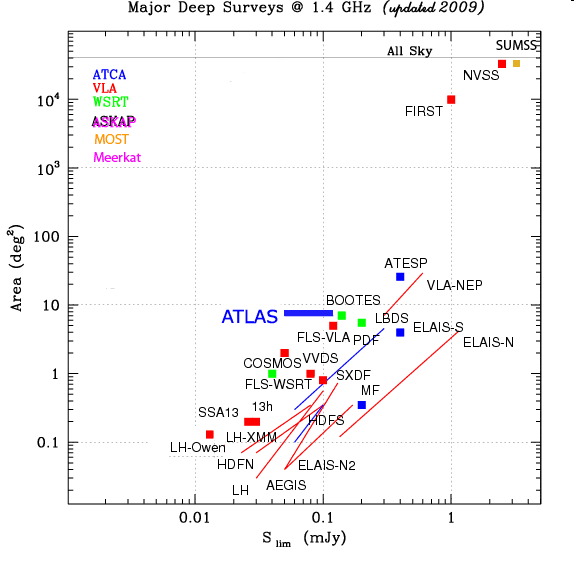 Major Deep Surveys @ 1.4 GHz (updated 2009)
All Sky
SUMSS
NVSS
FIRST
ATCA
VLA
WSRT
ASKAP
MOST
Meerkat
10⁴
10³
100
10
1
0.1
Area (deg²)
ATESP
VLA-NEP
BOOTES
ATLAS
LBDS
ELAIS-S
FLS-VLA
PDF
ELAIS-N
COSMOS
VVDS
FLS-WSRT
SXDF
MF
SSA13
13h
HDFS
LH-XMM
LH-Owen
HDFN
ELAIS-N2
LH
AEGIS
0.01
0.1
1
S lim (mJy)